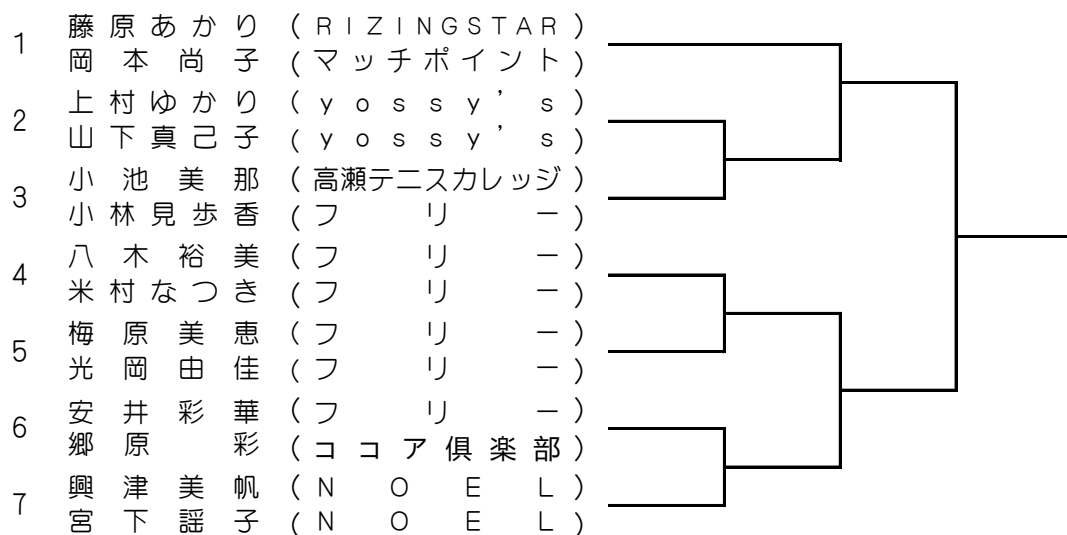 1
藤原あかり (RIZINGSTAR)
岡本尚子 (マッチポイント)
2
上村ゆかり (yossy’s)
山下真己子 (yossy’s)
3
小池美那 (高瀬テニスカレッジ)
小林見歩香 (フリー)
4
八木裕美 (フリー)
米村なつき (フリー)
5
梅原美恵 (フリー)
光岡由佳 (フリー)
6
安井彩華 (フリー)
郷原彩 (ココア倶楽部)
7
興津美帆 (NOEL)
宮下謡子 (NOEL)